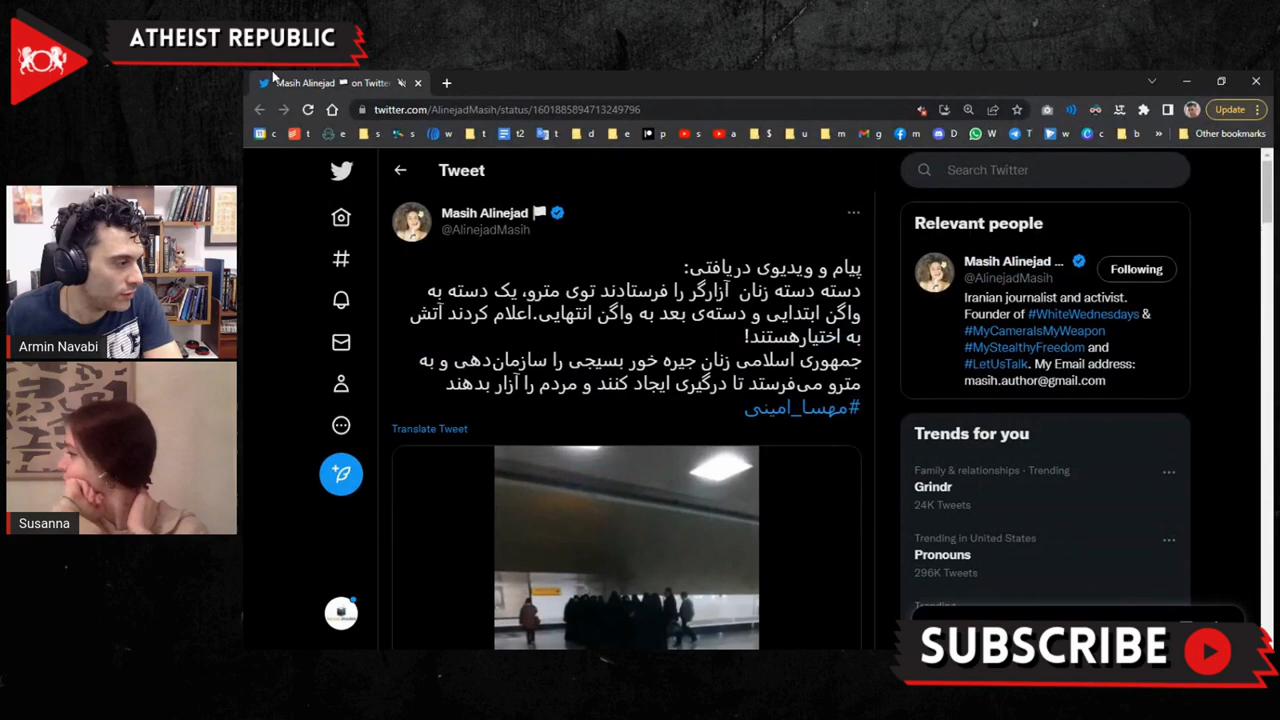 ATHEIST REPUBLIC
Masih Alinejad on Twitte
twitter.com/AlinejadMasih/status/1601885894713249796
Update
c t e s s w t t2 d e p s a $ u m g m D W T w c b » Other bookmarks
Tweet
Search Twitter
Masih Alinejad
@AlinejadMasih
پیام و ویدیوی دریافتی:
دسته دسته زنان آزارگر را فرستادند توی مترو، یک دسته به
واگن ابتدایی و دسته‌ی بعد به واگن انتهایی.اعلام کردند آتش
به اختیارهستند!
جمهوری اسلامی زنان جیره خور بسیجی را سازمان‌دهی و به
مترو می‌فرستد تا درگیری ایجاد کنند و مردم را آزار بدهند
#مهسا_امینی
Translate Tweet
Relevant people
Masih Alinejad ...
@AlinejadMasih
Following
Iranian journalist and activist.
Founder of #WhiteWednesdays &
#MyCameraIsMyWeapon
#MyStealthyFreedom and
#LetUsTalk. My Email address:
masih.author@gmail.com
Trends for you
Family & relationships · Trending
Grindr
24K Tweets
Trending in United States
Pronouns
296K Tweets
Trending
Armin Navabi
Susanna
SUBSCRIBE